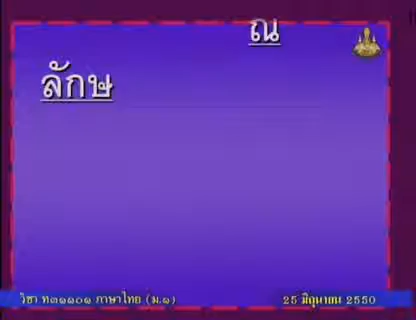 ณ
ลักษ
วิชา ท๓๑๑๐๑ ภาษาไทย (ม.๑)
25 มิถุนายน 2550